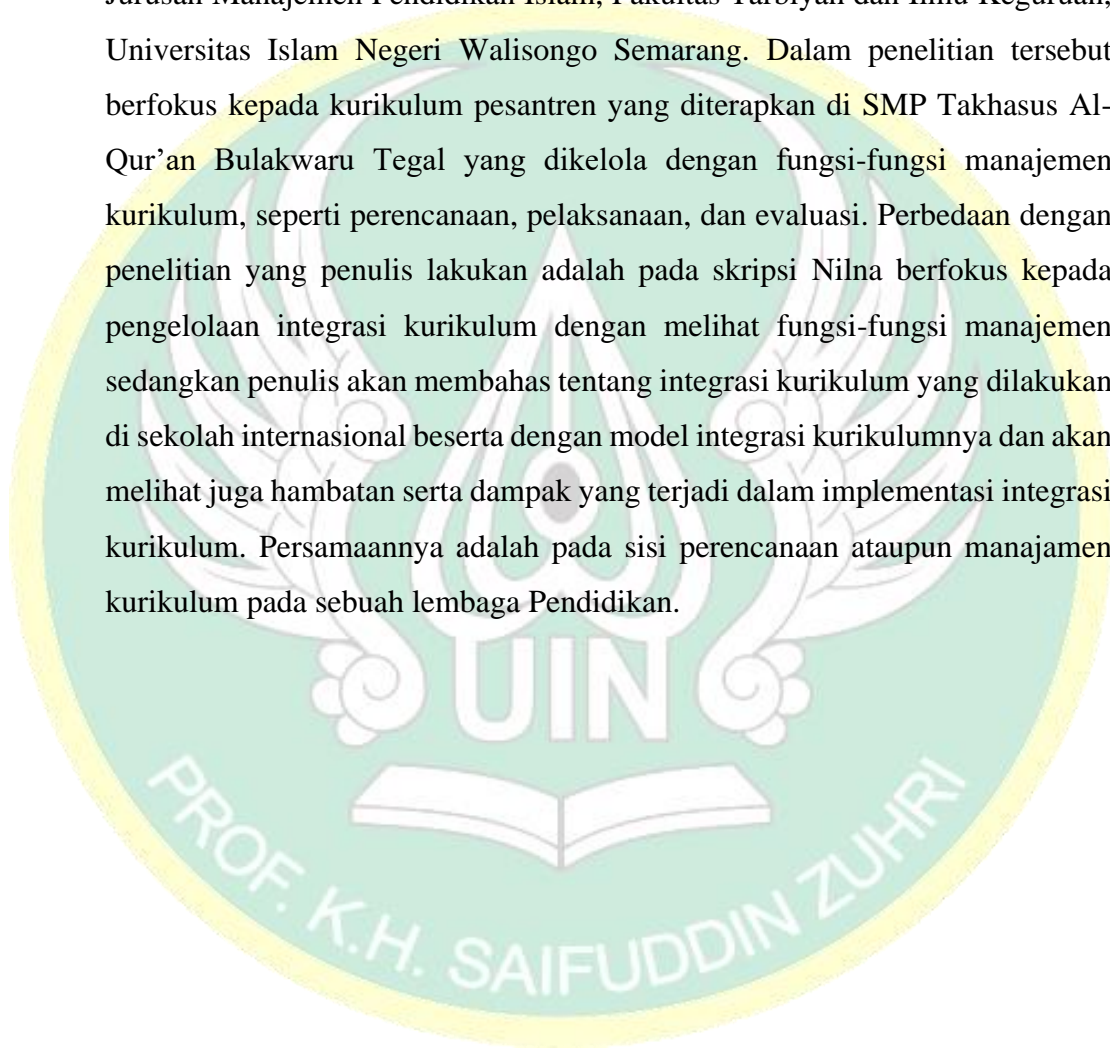 Jurusan Manajemen Pendidikan Islam, Fakultas Tarbiyah dan Ilmu Keguruan,
Universitas Islam Negeri Walisongo Semarang. Dalam penelitian tersebut
berfokus kepada kurikulum pesantren yang diterapkan di SMP Takhasus Al-
Qur'an Bulakwaru Tegal yang dikelola dengan fungsi-fungsi manajemen
kurikulum, seperti perencanaan, pelaksanaan, dan evaluasi. Perbedaan dengan
penelitian yang penulis lakukan adalah pada skripsi Nilna berfokus kepada
pengelolaan integrasi kurikulum dengan melihat fungsi-fungsi manajemen
sedangkan penulis akan membahas tentang integrasi kurikulum yang dilakukan
di sekolah internasional beserta dengan model integrasi kurikulumnya dan akan
melihat juga hambatan serta dampak yang terjadi dalam implementasi integrasi
kurikulum. Persamaannya adalah pada sisi perencanaan ataupun manajamen
kurikulum pada sebuah lembaga Pendidikan.
UIN
PROF. K.H. SAIFUDDIN ZUHRI